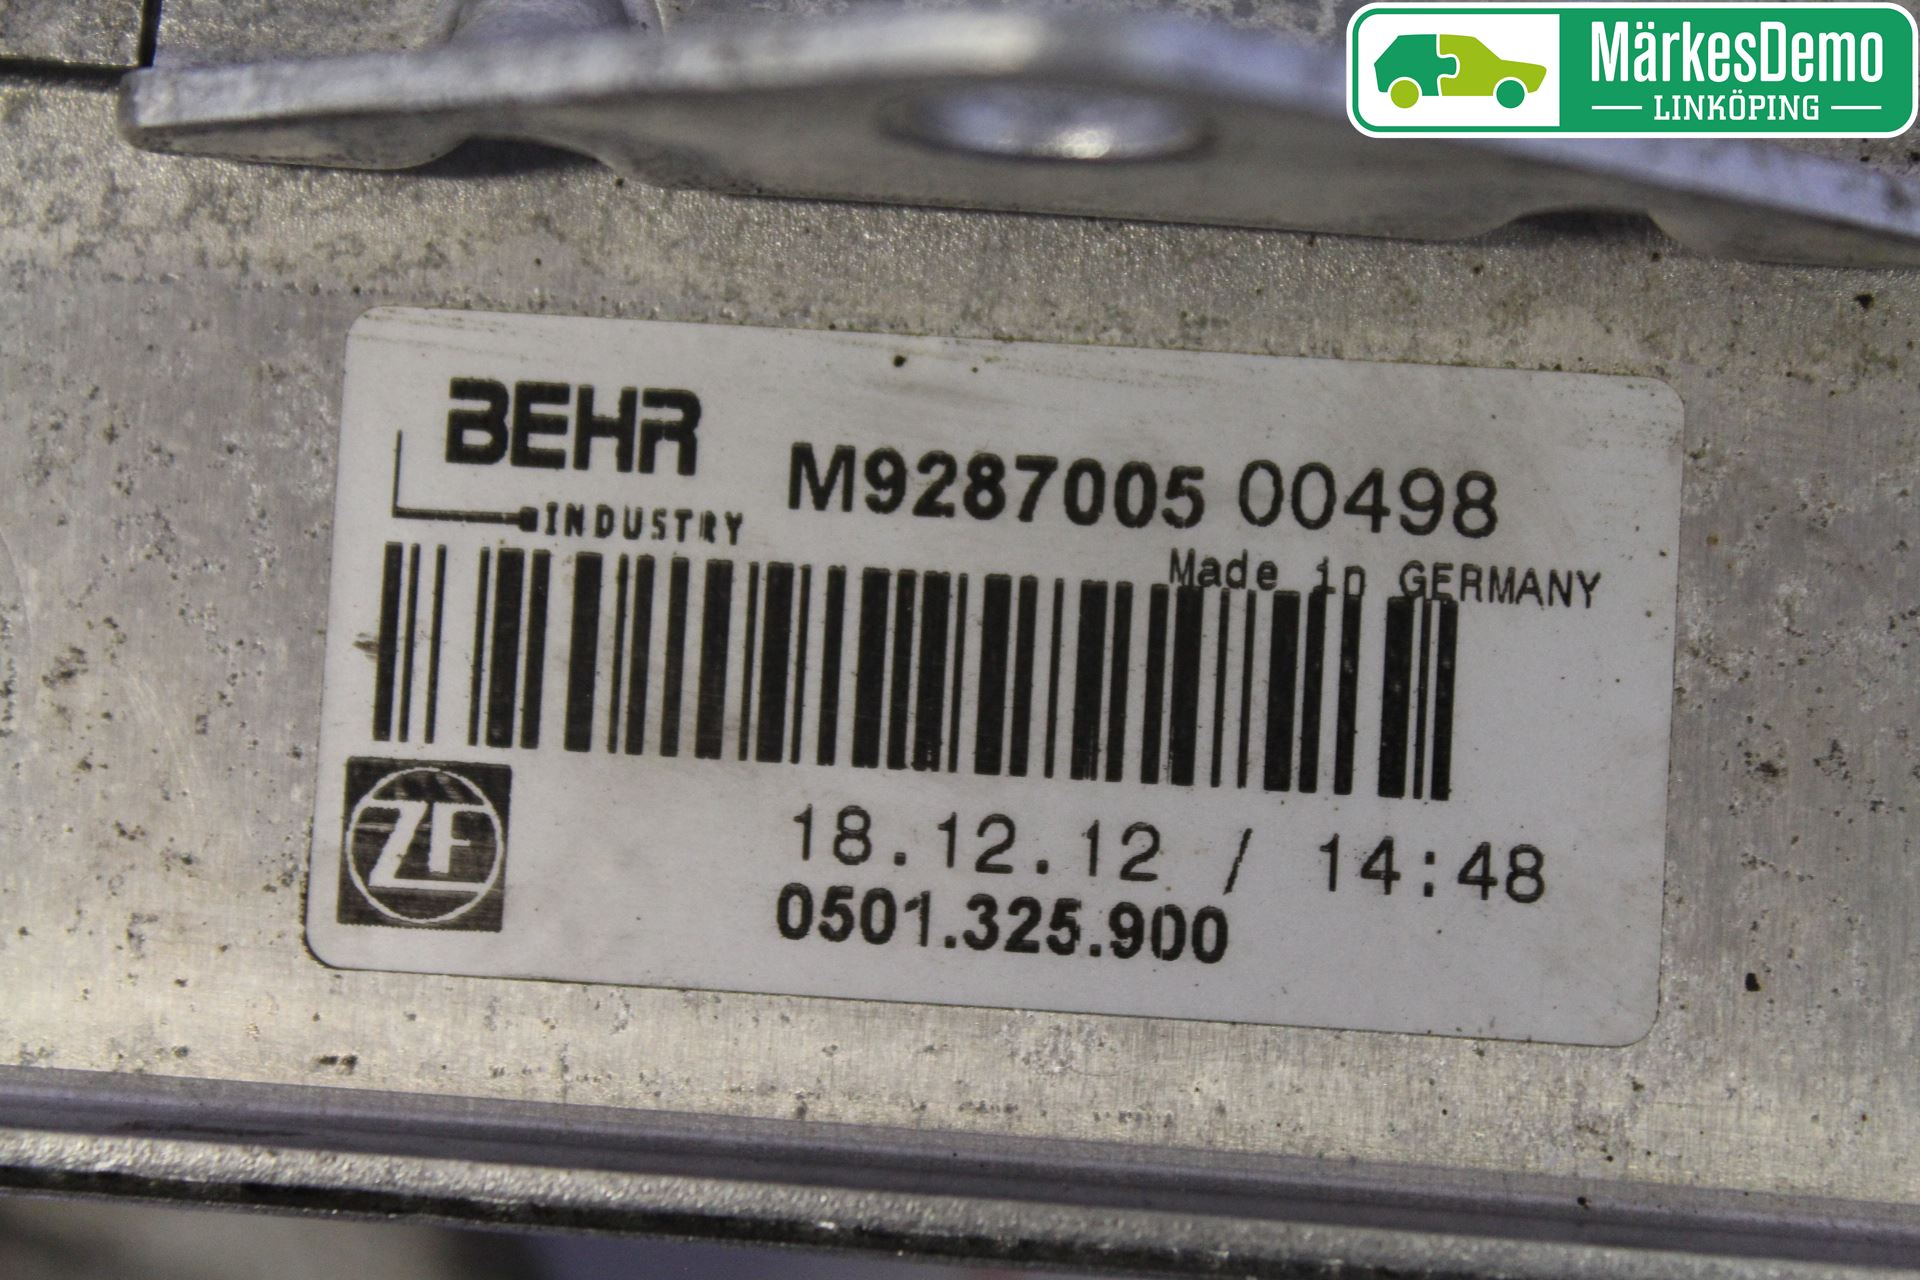 MärkesDemo
LINKÖPING
BEHR
INDUSTRY
M9287005 00498
Made in GERMANY
ZF
18.12.12 / 14:48
0501.325.900